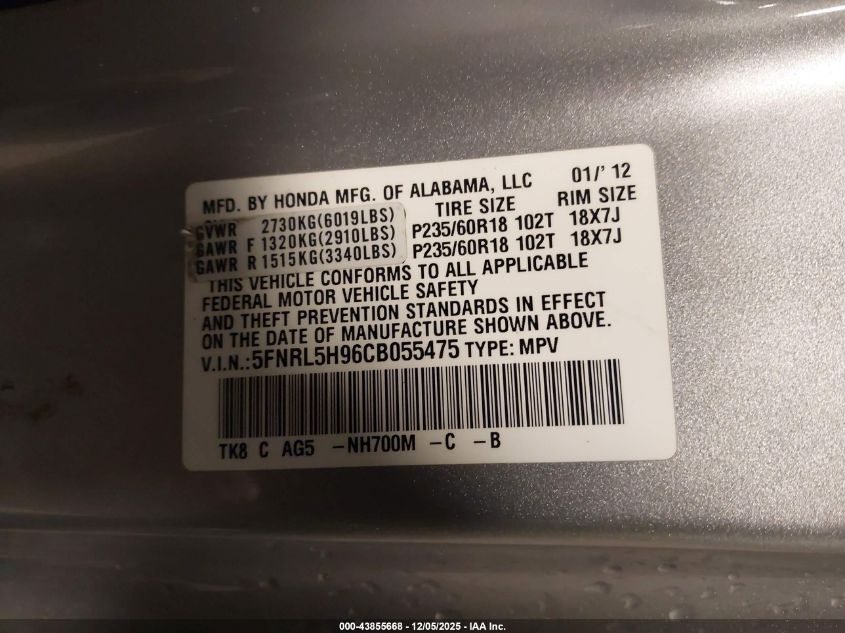 MFD. BY HONDA MFG. OF ALABAMA, LLC 01/'12
TIRE SIZE RIM SIZE
GVWR 2730KG(6019LBS)
GAWR F 1320KG(2910LBS) P235/60R18 102T 18X7J
GAWR R 1515KG(3340LBS) P235/60R18 102T 18X7J
THIS VEHICLE CONFORMS TO ALL APPLICABLE
FEDERAL MOTOR VEHICLE SAFETY
AND THEFT PREVENTION STANDARDS IN EFFECT
ON THE DATE OF MANUFACTURE SHOWN ABOVE.
V.I.N.:5FNRL5H96CB055475 TYPE: MPV
TK8 C AG5 -NH700M -C -B
000-43855668 - 12/05/2025 - IAA Inc.